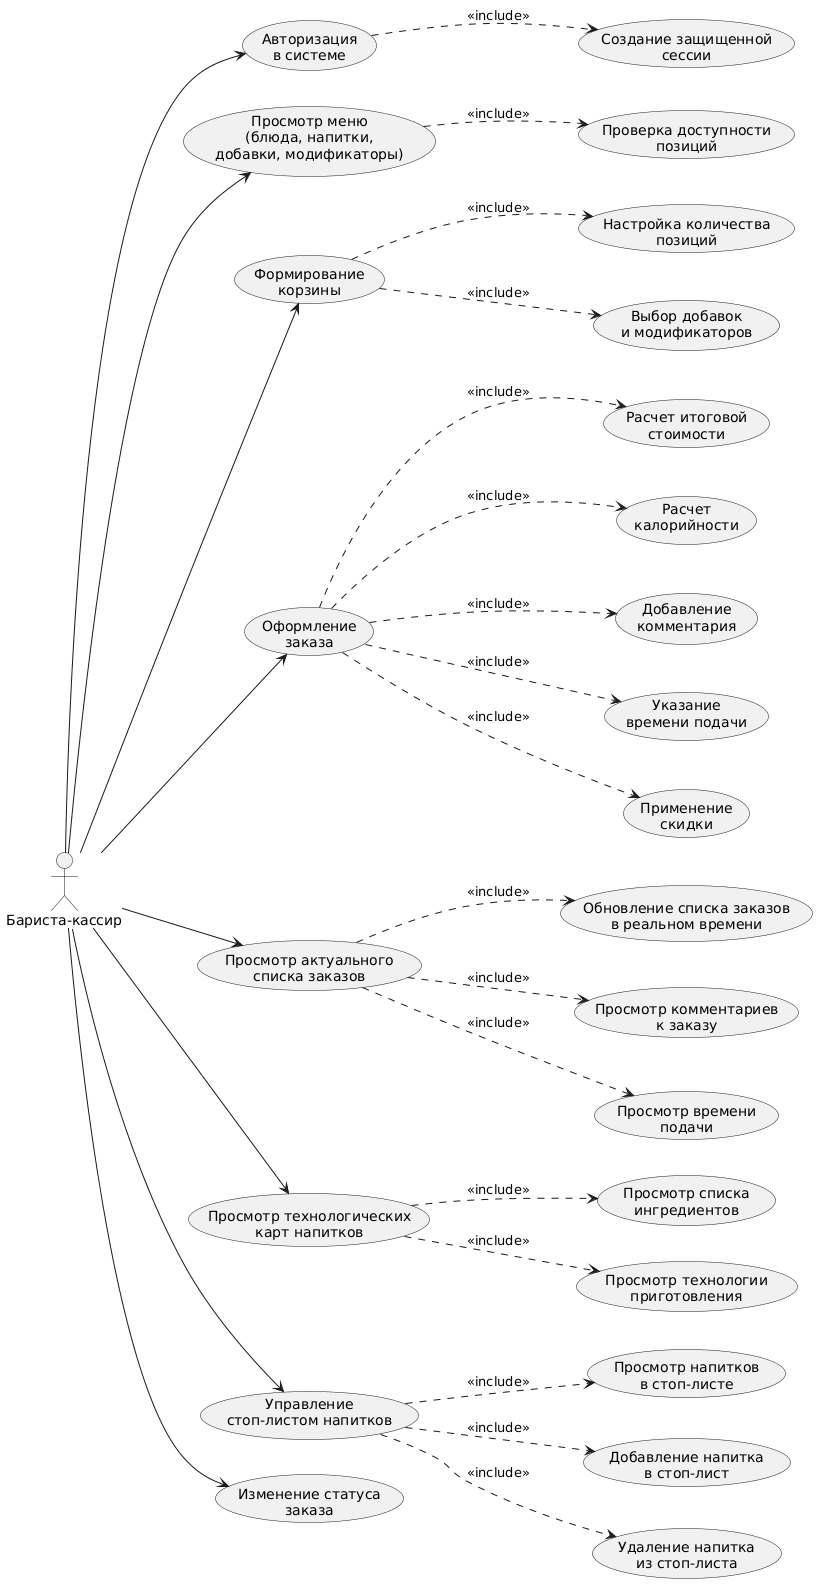 Авторизация
в системе
«include»
Создание защищенной
сессии
Просмотр меню
(блюда, напитки,
добавки, модификаторы)
«include»
Проверка доступности
позиций
Формирование
корзины
«include»
Настройка количества
позиций
«include»
Выбор добавок
и модификаторов
Оформление
заказа
«include»
Расчет итоговой
стоимости
«include»
Расчет
калорийности
«include»
Добавление
комментария
«include»
Указание
времени подачи
«include»
Применение
скидки
Бариста-кассир
Просмотр актуального
списка заказов
«include»
Обновление списка заказов
в реальном времени
«include»
Просмотр комментариев
к заказу
«include»
Просмотр времени
подачи
Просмотр технологических
карт напитков
«include»
Просмотр списка
ингредиентов
«include»
Просмотр технологии
приготовления
Управление
стоп-листом напитков
«include»
Просмотр напитков
в стоп-листе
«include»
Добавление напитка
в стоп-лист
«include»
Удаление напитка
из стоп-листа
Изменение статуса
заказа